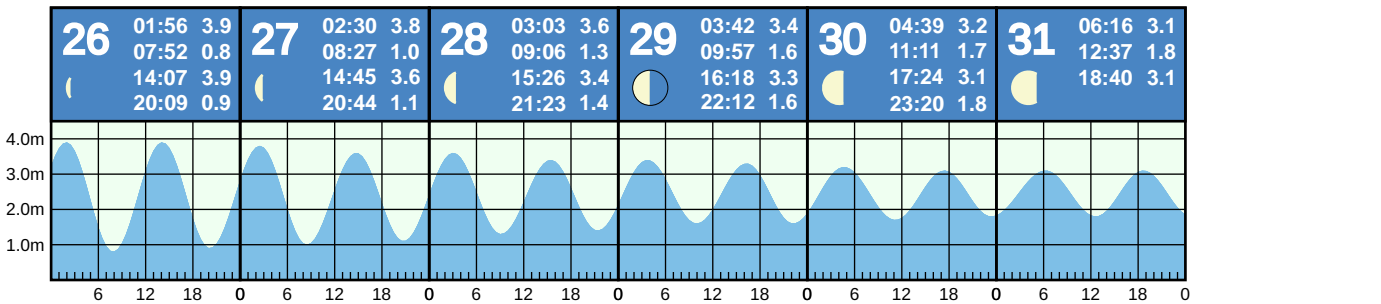 26 01:56 3.9 27 02:30 3.8 28 03:03 3.6 29 03:42 3.4 30 04:39 3.2 31 06:16 3.1
07:52 0.8 08:27 1.0 09:06 1.3 09:57 1.6 11:11 1.7 12:37 1.8
14:07 3.9 14:45 3.6 15:26 3.4 16:18 3.3 17:24 3.1 18:40 3.1
20:09 0.9 20:44 1.1 21:23 1.4 22:12 1.6 23:20 1.8
4.0m
3.0m
2.0m
1.0m
6 12 18 0 6 12 18 0 6 12 18 0 6 12 18 0 6 12 18 0 6 12 18 0